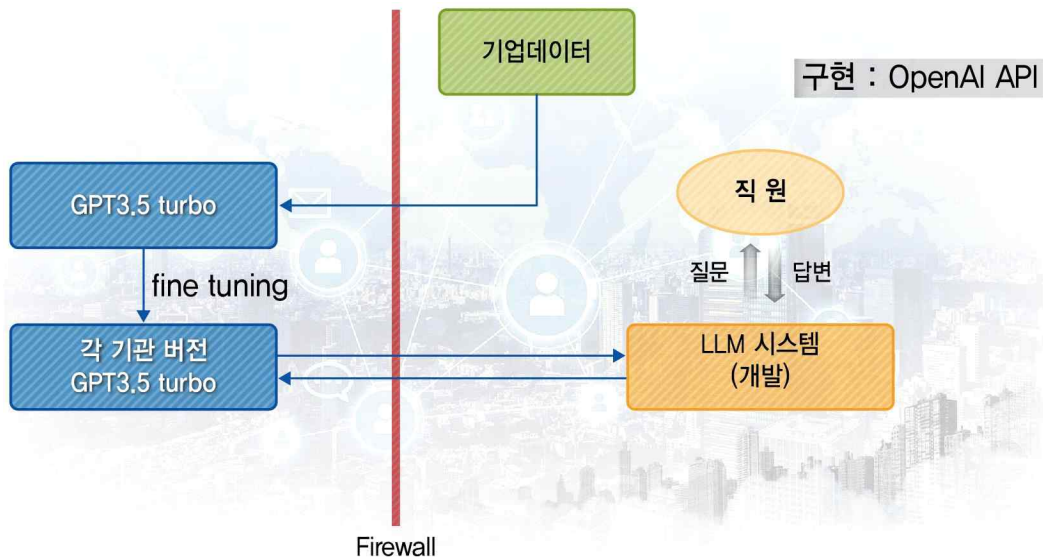 기업데이터
구현 : OpenAI API
GPT3.5 turbo
직 원
fine tuning
질문
답변
각 기관 버전
GPT3.5 turbo
LLM 시스템
(개발)
Firewall